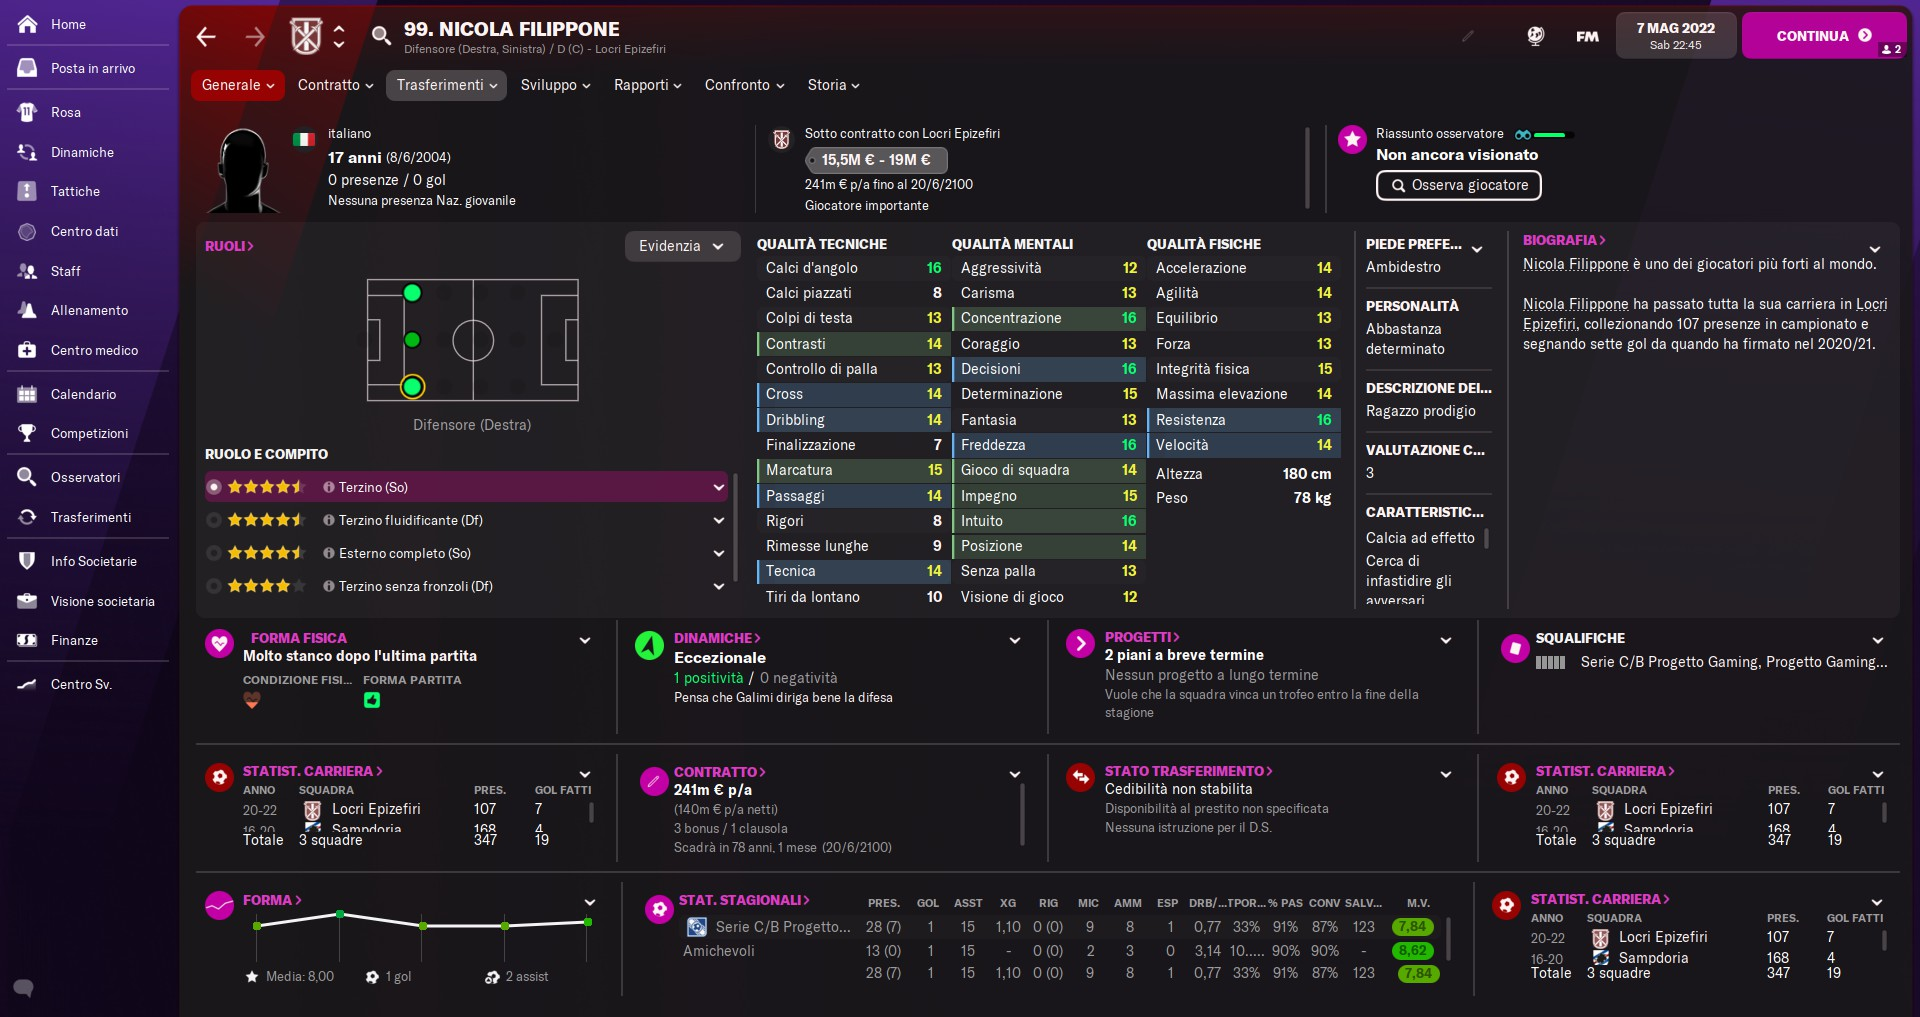 Home
Posta in arrivo
Rosa
Dinamiche
Tattiche
Centro dati
Staff
Allenamento
Centro medico
Calendario
Competizioni
Osservatori
Trasferimenti
Info Societarie
Visione societaria
Finanze
Centro Sv.
99. NICOLA FILIPPONE
Difensore (Destra, Sinistra) / D (C) - Locri Epizefiri
FM
7 MAG 2022
Sab 22:45
CONTINUA
2
Generale Contratto Trasferimenti Sviluppo Rapporti Confronto Storia
italiano
17 anni (8/6/2004)
0 presenze / 0 gol
Nessuna presenza Naz. giovanile
Sotto contratto con Locri Epizefiri
15,5M € - 19M €
241m € p/a fino al 20/6/2100
Giocatore importante
Riassunto osservatore
Non ancora visionato
Osserva giocatore
RUOLI
Evidenzia
Difensore (Destra)
RUOLO E COMPITO
Terzino (So)
Terzino fluidificante (Df)
Esterno completo (So)
Terzino senza fronzoli (Df)
QUALITÀ TECNICHE
Calci d'angolo 16
Calci piazzati 8
Colpi di testa 13
Contrasti 14
Controllo di palla 13
Cross 14
Dribbling 14
Finalizzazione 7
Marcatura 15
Passaggi 14
Rigori 8
Rimesse lunghe 9
Tecnica 14
Tiri da lontano 10
QUALITÀ MENTALI
Aggressività 12
Carisma 13
Concentrazione 16
Coraggio 13
Decisioni 16
Determinazione 15
Fantasia 13
Freddezza 16
Gioco di squadra 14
Impegno 15
Intuito 16
Posizione 14
Senza palla 13
Visione di gioco 12
QUALITÀ FISICHE
Accelerazione 14
Agilità 14
Equilibrio 13
Forza 13
Integrità fisica 15
Massima elevazione 14
Resistenza 16
Velocità 14
Altezza 180 cm
Peso 78 kg
PIEDE PREFE...
Ambidestro
PERSONALITÀ
Abbastanza
determinato
DESCRIZIONE DEI...
Ragazzo prodigio
VALUTAZIONE C...
3
CARATTERISTIC...
Calcia ad effetto
Cerca di
infastidire gli
avversari
BIOGRAFIA
Nicola Filippone è uno dei giocatori più forti al mondo.
Nicola Filippone ha passato tutta la sua carriera in Locri
Epizefiri, collezionando 107 presenze in campionato e
segnando sette gol da quando ha firmato nel 2020/21.
FORMA FISICA
Molto stanco dopo l'ultima partita
CONDIZIONE FISI... FORMA PARTITA
DINAMICHE
Eccezionale
1 positività / 0 negatività
Pensa che Galimi diriga bene la difesa
PROGETTI
2 piani a breve termine
Nessun progetto a lungo termine
Vuole che la squadra vinca un trofeo entro la fine della
stagione
SQUALIFICHE
Serie C/B Progetto Gaming, Progetto Gaming...
STATIST. CARRIERA
ANNO SQUADRA PRES. GOL FATTI
20-22 Locri Epizefiri 107 7
16-20 Sampdoria 168 4
Totale 3 squadre 347 19
CONTRATTO
241m € p/a
(140m € p/a netti)
3 bonus / 1 clausola
Scadrà in 78 anni, 1 mese (20/6/2100)
STATO TRASFERIMENTO
Cedibilità non stabilita
Disponibilità al prestito non specificata
Nessuna istruzione per il D.S.
STATIST. CARRIERA
ANNO SQUADRA PRES. GOL FATTI
20-22 Locri Epizefiri 107 7
16-20 Sampdoria 168 4
Totale 3 squadre 347 19
FORMA
Media: 8,00 1 gol 2 assist
STAT. STAGIONALI
PRES. GOL ASST XG RIG MIC AMM ESP DRB/... TPOR... % PAS CONV SALV... M.V.
Serie C/B Progetto... 28 (7) 1 15 1,10 0 (0) 9 8 1 0,77 33% 91% 87% 123 7,84
Amichevoli 13 (0) 1 15 - 0 (0) 2 3 0 3,14 10..... 90% 90% - 8,62
28 (7) 1 15 1,10 0 (0) 9 8 1 0,77 33% 91% 87% 123 7,84
STATIST. CARRIERA
ANNO SQUADRA PRES. GOL FATTI
20-22 Locri Epizefiri 107 7
16-20 Sampdoria 168 4
Totale 3 squadre 347 19